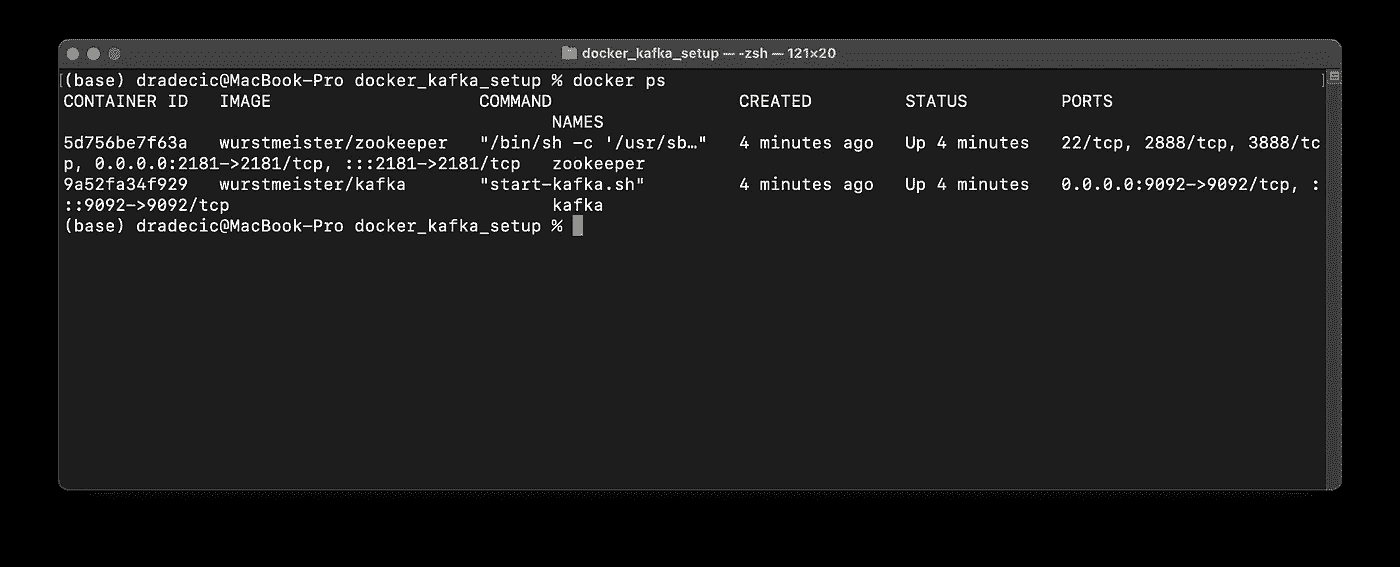 docker_kafka_setup — -zsh — 121×20
[(base) dradecic@MacBook-Pro docker_kafka_setup % docker ps ]
CONTAINER ID   IMAGE                    COMMAND                  CREATED         STATUS         PORTS
                                               NAMES
5d756be7f63a   wurstmeister/zookeeper   "/bin/sh -c '/usr/sb…"   4 minutes ago   Up 4 minutes   22/tcp, 2888/tcp, 3888/tc
p, 0.0.0.0:2181->2181/tcp, :::2181->2181/tcp   zookeeper
9a52fa34f929   wurstmeister/kafka       "start-kafka.sh"         4 minutes ago   Up 4 minutes   0.0.0.0:9092->9092/tcp, :
::9092->9092/tcp                               kafka
(base) dradecic@MacBook-Pro docker_kafka_setup %